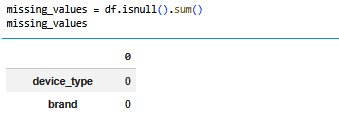 missing_values = df.isnull().sum()
missing_values
0
device_type 0
brand 0